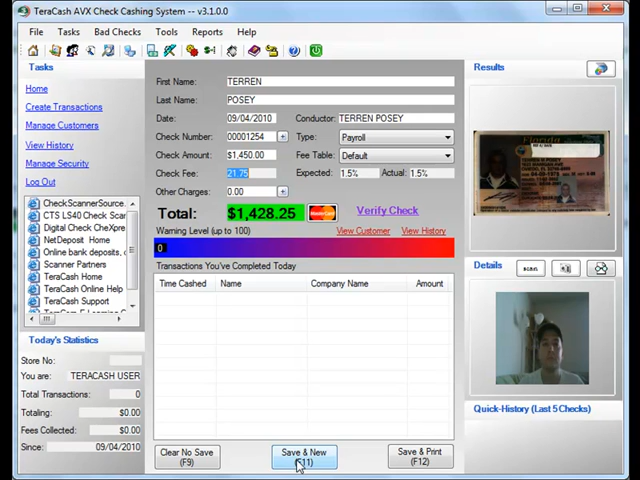 TeraCash AVX Check Cashing System -- v3.1.0.0
File Tasks Bad Checks Tools Reports Help
Tasks
Home
Create Transactions
Manage Customers
View History
Manage Security
Log Out
CheckScannerSource.
CTS LS40 Check Scar
Digital Check CheXpre
NetDeposit Home
Online bank deposits,
Scanner Partners
TeraCash Home
TeraCash Online Help
TeraCash Support
Today's Statistics
Store No:
You are: TERACASH USER
Total Transactions: 0
Totaling: $0.00
Fees Collected: $0.00
Since: 09/04/2010
First Name: TERREN
Last Name: POSEY
Date: 09/04/2010 Conductor: TERREN POSEY
Check Number: 00001254 Type: Payroll
Check Amount: $1,450.00 Fee Table: Default
Check Fee: 21.75 Expected: 1.5% Actual: 1.5%
Other Charges: 0.00
Total: $1,428.25 MasterCard Verify Check
Warning Level (up to 100) View Customer View History
0
Transactions You've Completed Today
Time Cashed Name Company Name Amount
Clear No Save (F9)
Save & New (F11)
Save & Print (F12)
Results
Florida
Details
SCAN
Quick-History (Last 5 Checks)